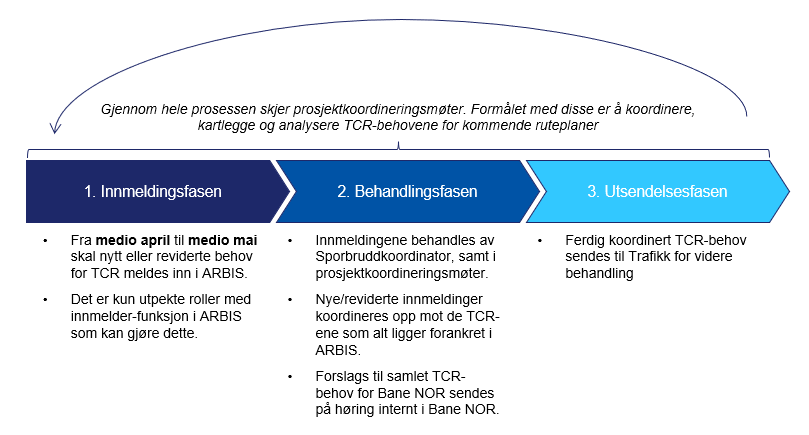 Gjennom hele prosessen skjer prosjektkoordineringsmøter. Formålet med disse er å koordinere,
kartlegge og analysere TCR-behovene for kommende ruteplaner
1. Innmeldingsfasen
2. Behandlingsfasen
3. Utsendelsesfasen
• Fra medio april til medio mai
skal nytt eller reviderte behov
for TCR meldes inn i ARBIS.
• Det er kun utpekte roller med
innmelder-funksjon i ARBIS
som kan gjøre dette.
• Innmeldingene behandles av
Sporbruddkoordinator, samt i
prosjektkoordineringsmøter.
• Nye/reviderte innmeldinger
koordineres opp mot de TCR-
ene som alt ligger forankret i
ARBIS.
• Forslags til samlet TCR-
behov for Bane NOR sendes
på høring internt i Bane NOR.
• Ferdig koordinert TCR-behov
sendes til Trafikk for videre
behandling